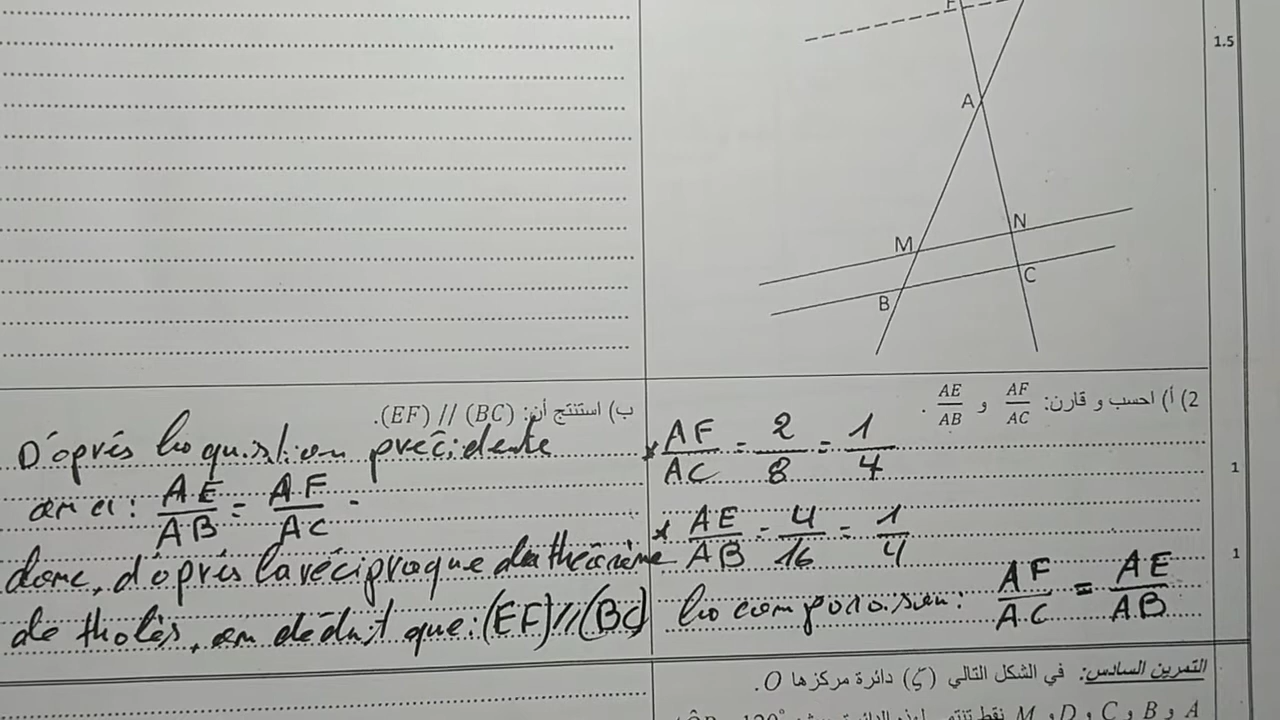 1.5
A
N
M
C
B
2) أ) احسب و قارن: AF/AC و AE/AB .
* AF/AC = 2/8 = 1/4
1
* AE/AB = 4/16 = 1/4
1
AF/AC = AE/AB
ب) استنتج أن: (EF) // (BC).
D'après la question précédente
on a : AE/AB = AF/AC .
donc, d'après la réciproque du théorème
de thalès, on déduit que : (EF)//(BC)
التمرين السادس: في الشكل التالي (ζ) دائرة مركزها O.
A و B و C و D و M نقط تنتمي